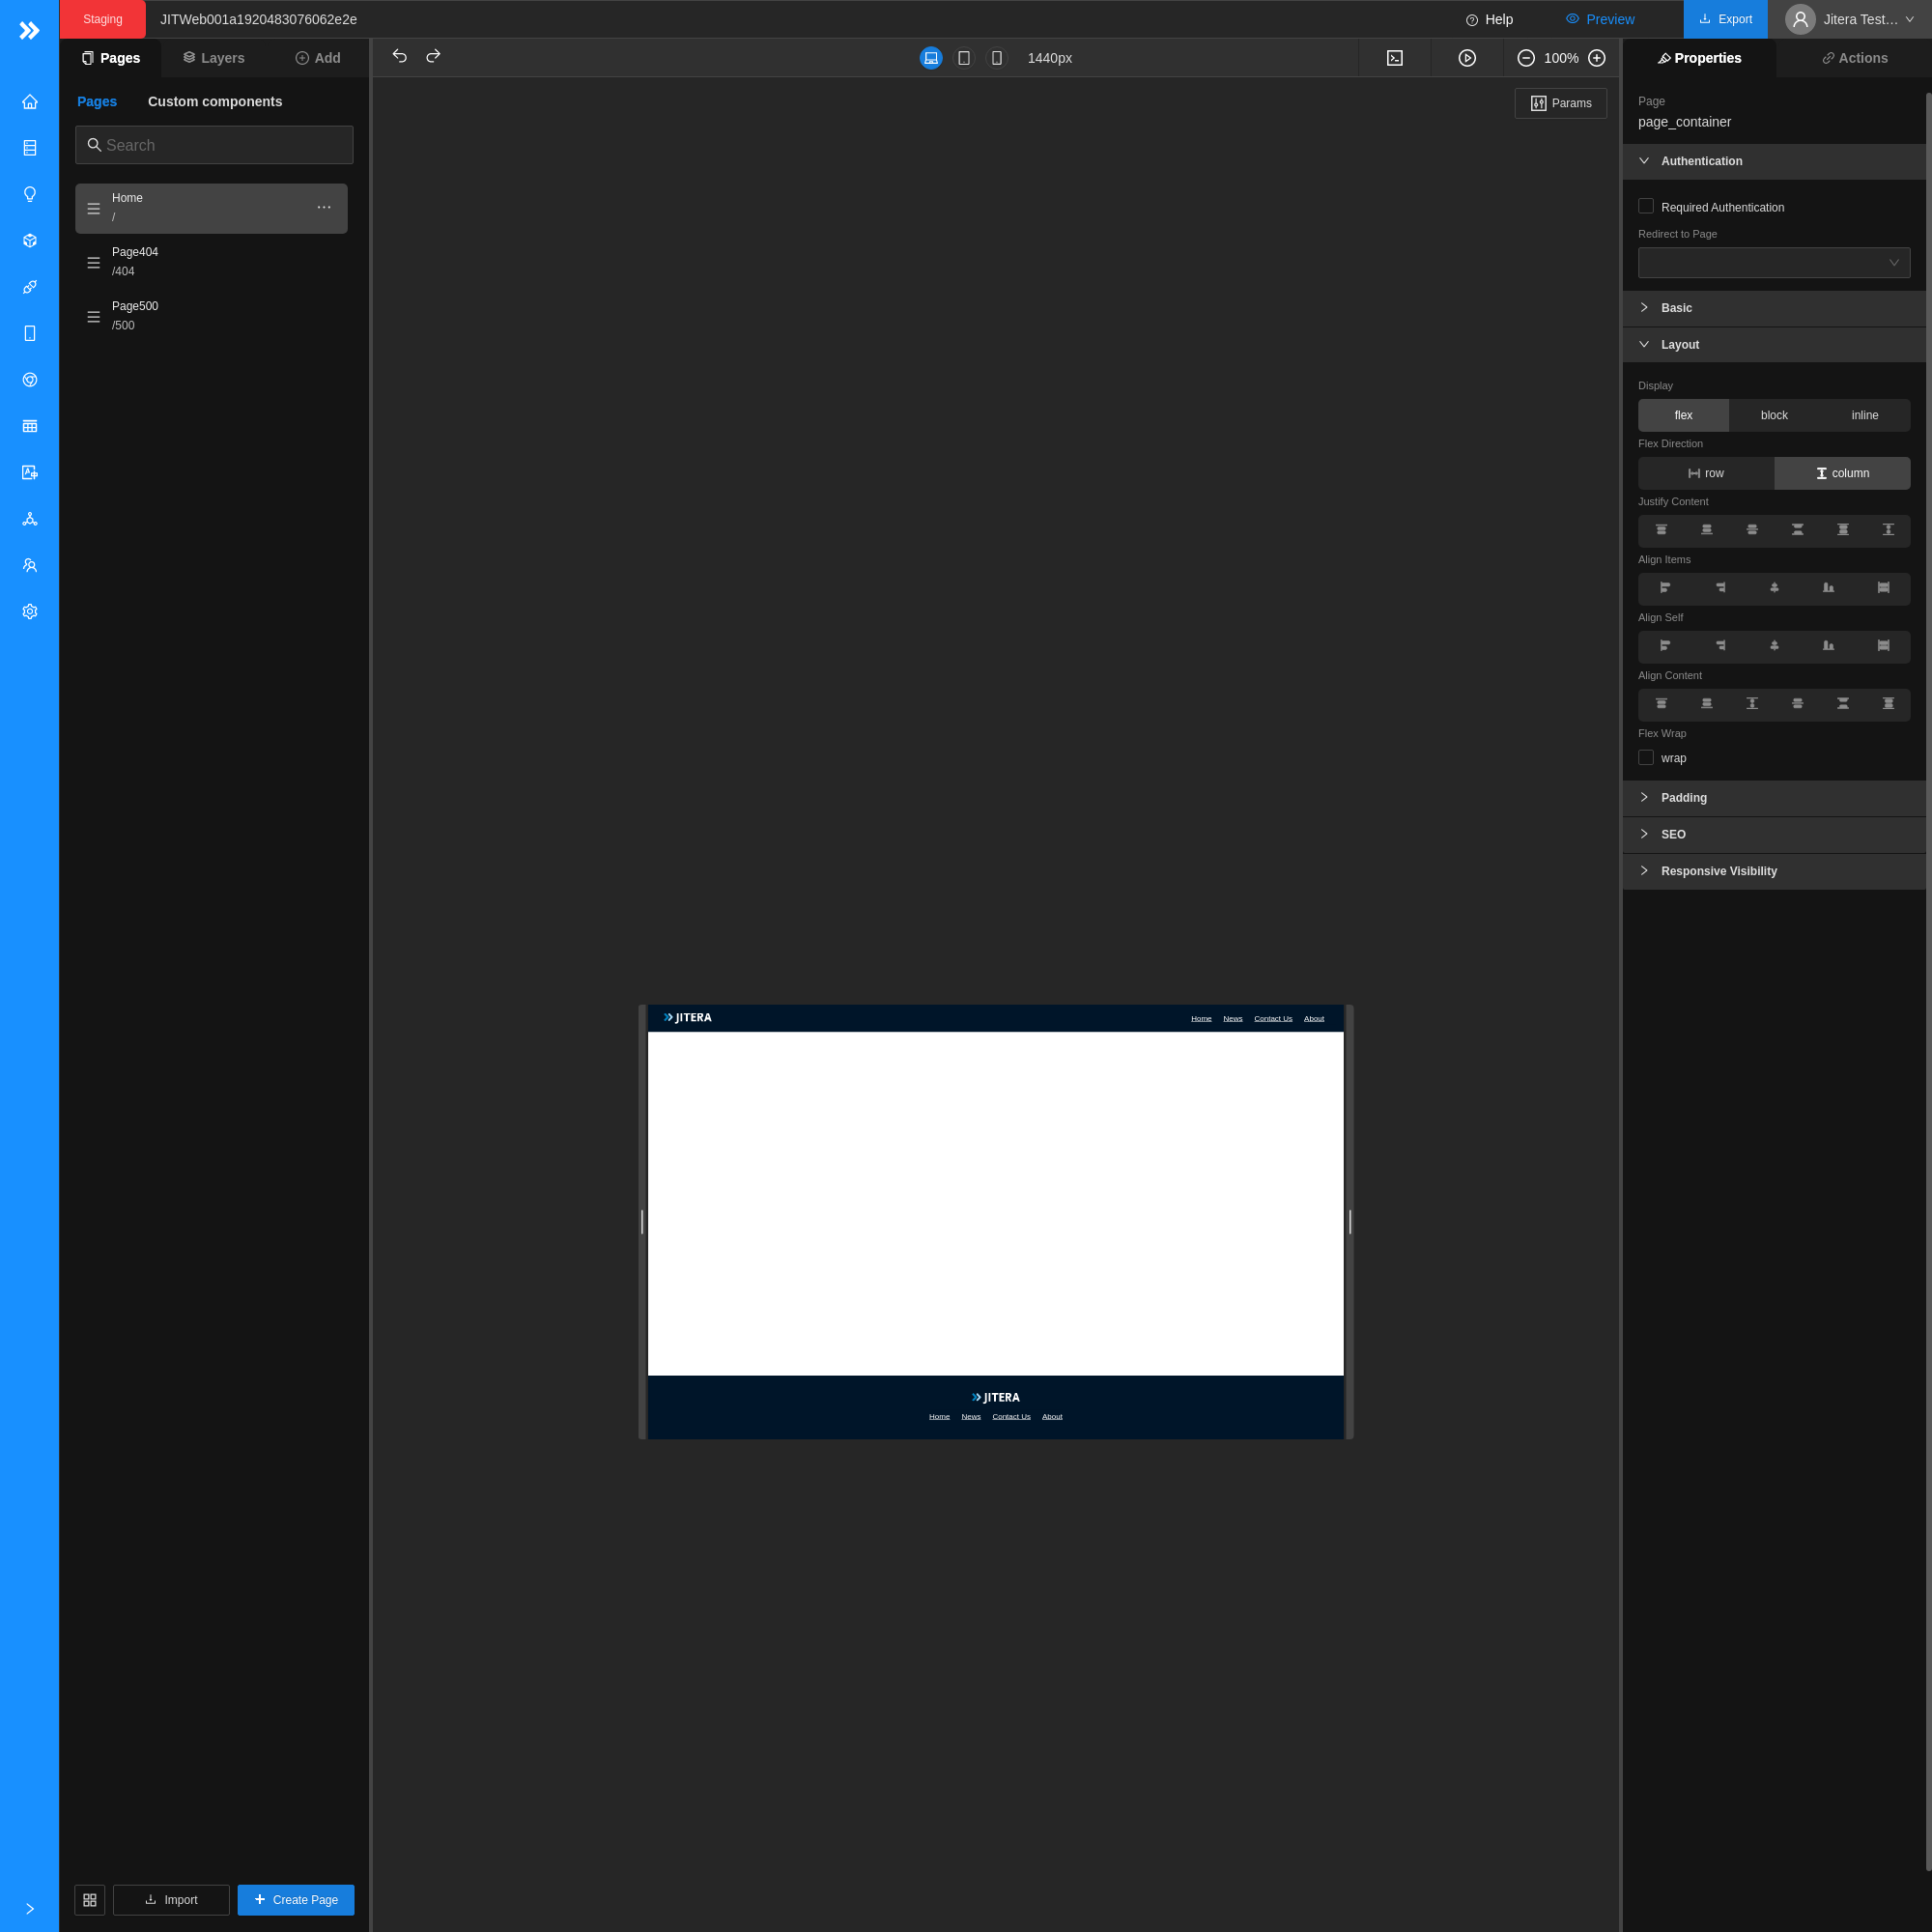 Staging
JITWeb001a1920483076062e2e
Help
Preview
Export
Jitera Test…
Pages
Layers
Add
1440px
100%
Properties
Actions
Pages
Custom components
Search
Home
/
Page404
/404
Page500
/500
Params
Page
page_container
Authentication
Required Authentication
Redirect to Page
Basic
Layout
Display
flex
block
inline
Flex Direction
row
column
Justify Content
Align Items
Align Self
Align Content
Flex Wrap
wrap
Padding
SEO
Responsive Visibility
JITERA
Home News Contact Us About
JITERA
Home News Contact Us About
Import
Create Page